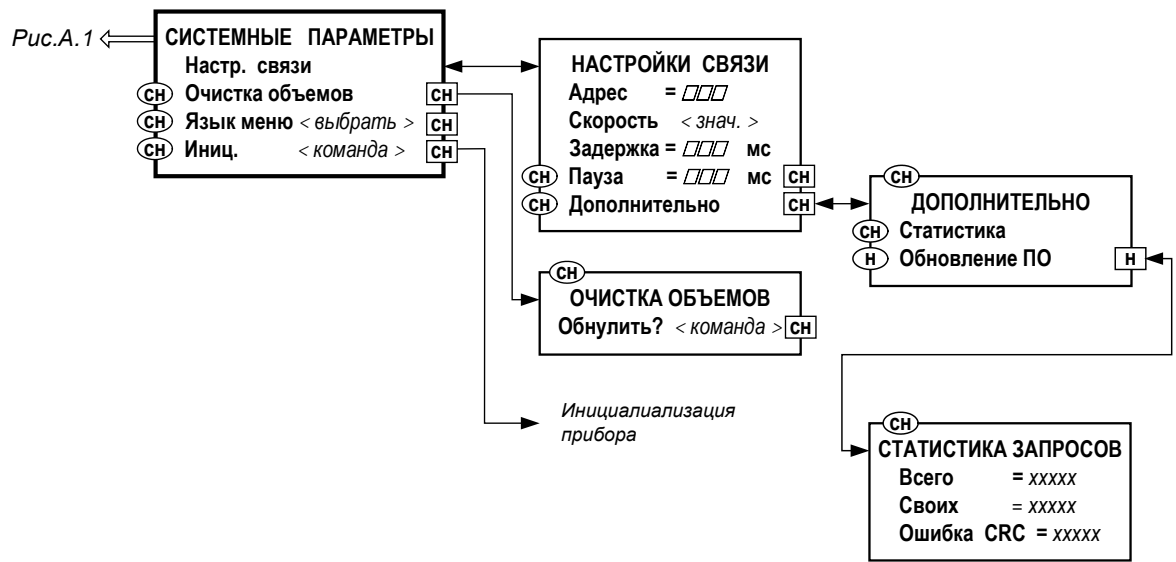 Рис.А.1
СИСТЕМНЫЕ ПАРАМЕТРЫ
Настр. связи
СН Очистка объемов СН
СН Язык меню < выбрать > СН
СН Иниц. < команда > СН
НАСТРОЙКИ СВЯЗИ
Адрес =
Скорость < знач. >
Задержка = мс
СН Пауза = мс СН
СН Дополнительно СН
СН
ДОПОЛНИТЕЛЬНО
СН Статистика
Н Обновление ПО Н
СН
ОЧИСТКА ОБЪЕМОВ
Обнулить? < команда > СН
Инициалиализация
прибора
СН
СТАТИСТИКА ЗАПРОСОВ
Всего = xxxxx
Своих = xxxxx
Ошибка CRC = xxxxx